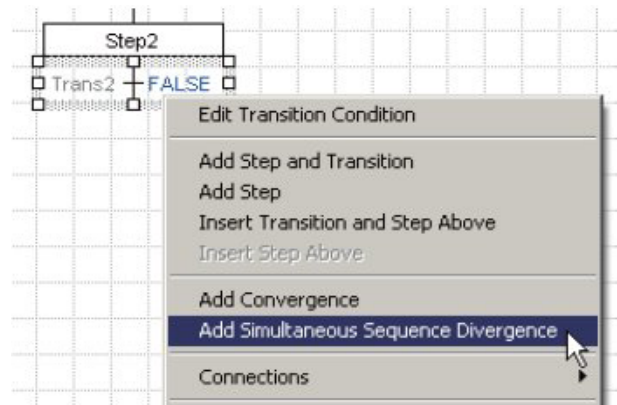 Step2
Trans2 FALSE
Edit Transition Condition
Add Step and Transition
Add Step
Insert Transition and Step Above
Insert Step Above
Add Convergence
Add Simultaneous Sequence Divergence
Connections